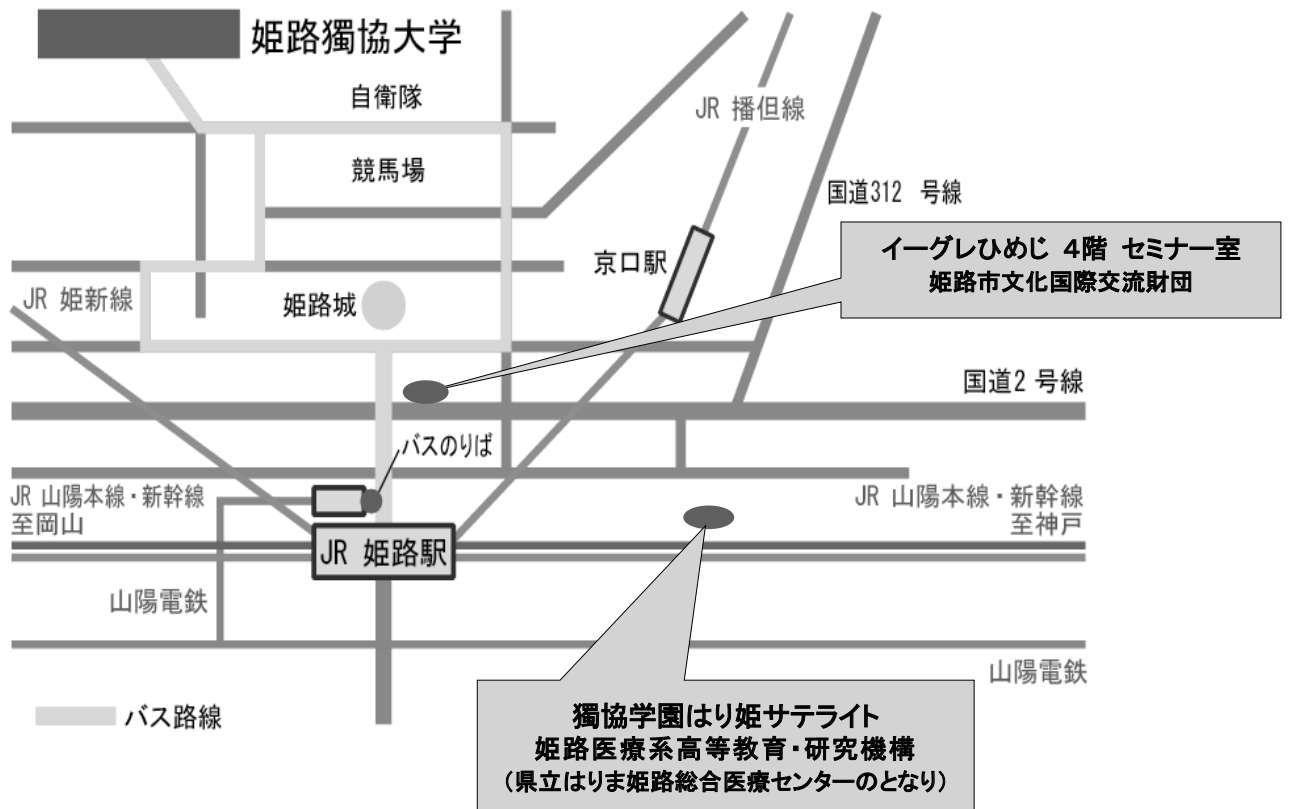 姫路獨協大学
自衛隊
JR 播但線
競馬場
国道312 号線
イーグレひめじ 4階 セミナー室
姫路市文化国際交流財団
京口駅
JR 姫新線
姫路城
国道2 号線
バスのりば
JR 山陽本線・新幹線
至岡山
JR 山陽本線・新幹線
至神戸
JR 姫路駅
山陽電鉄
山陽電鉄
バス路線
獨協学園はり姫サテライト
姫路医療系高等教育・研究機構
（県立はりま姫路総合医療センターのとなり）